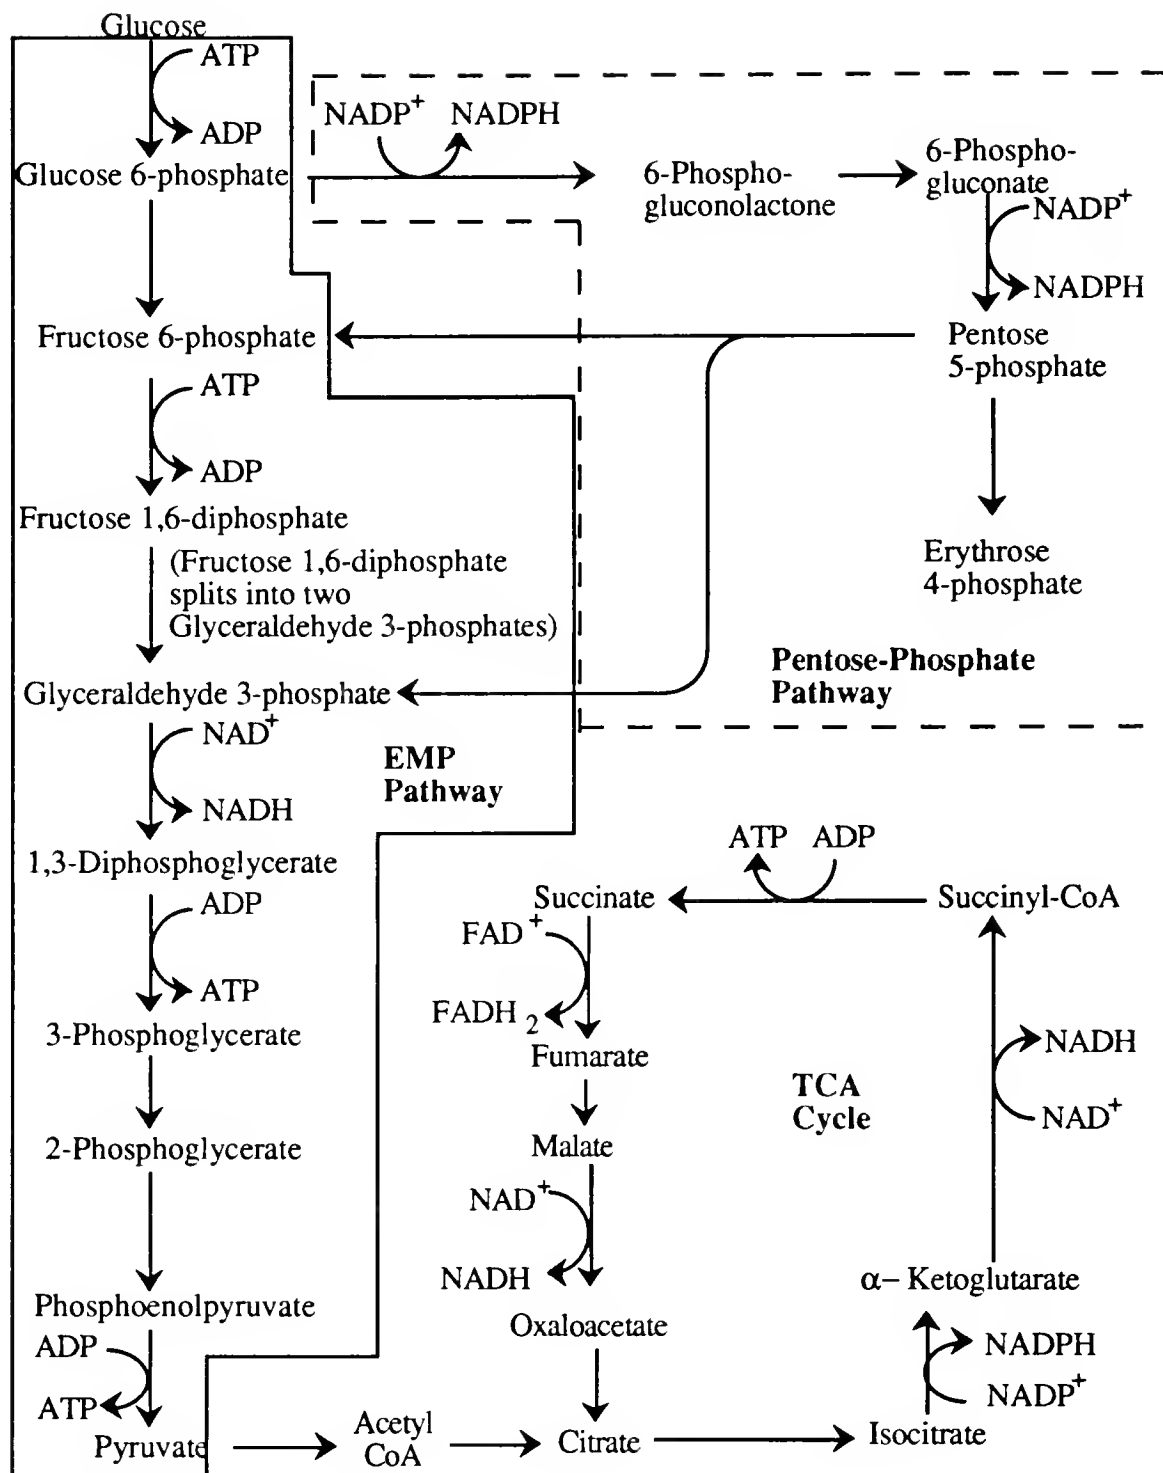 Glucose
ATP
ADP
Glucose 6-phosphate
NADP+ NADPH
6-Phospho-
gluconolactone
6-Phospho-
gluconate
NADP+
NADPH
Fructose 6-phosphate
Pentose
5-phosphate
ATP
ADP
Fructose 1,6-diphosphate
(Fructose 1,6-diphosphate
splits into two
Glyceraldehyde 3-phosphates)
Erythrose
4-phosphate
Pentose-Phosphate
Pathway
Glyceraldehyde 3-phosphate
NAD+
NADH
EMP
Pathway
1,3-Diphosphoglycerate
ADP
ATP
3-Phosphoglycerate
2-Phosphoglycerate
Phosphoenolpyruvate
ADP
ATP
Pyruvate
Acetyl
CoA
Citrate
Isocitrate
NADPH
NADP+
α– Ketoglutarate
NADH
NAD+
Succinyl-CoA
ATP ADP
Succinate
FAD+
FADH2
Fumarate
Malate
NAD+
NADH
Oxaloacetate
TCA
Cycle